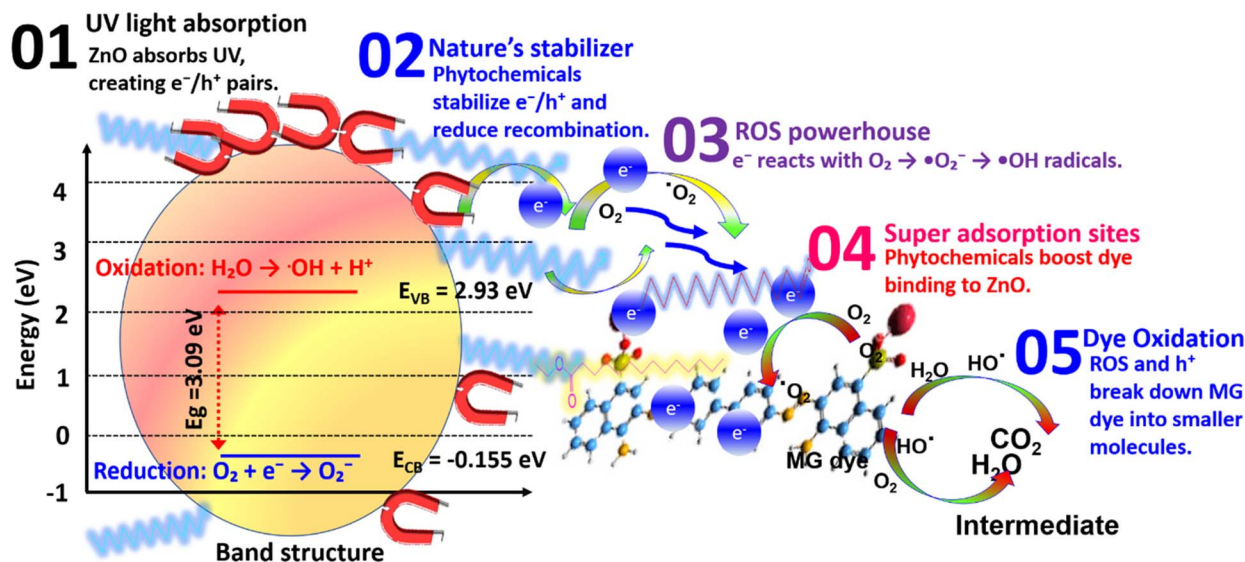 01
UV light absorption
ZnO absorbs UV,
creating e⁻/h⁺ pairs.
02
Nature's stabilizer
Phytochemicals
stabilize e⁻/h⁺ and
reduce recombination.
03
ROS powerhouse
e⁻ reacts with O₂ → •O₂⁻ → •OH radicals.
04
Super adsorption sites
Phytochemicals boost dye
binding to ZnO.
05
Dye Oxidation
ROS and h⁺
break down MG
dye into smaller
molecules.
Energy (eV)
4
3
2
1
0
-1
Oxidation: H₂O → ·OH + H⁺
Eg =3.09 eV
Reduction: O₂ + e⁻ → O₂⁻
E_VB = 2.93 eV
E_CB = -0.155 eV
Band structure
e⁻
e⁻
O₂
·O₂
e⁻
e⁻
e⁻
e⁻
e⁻
O₂
O₂
·O₂
O
O
MG dye
H₂O
HO·
HO·
O₂
CO₂
H₂O
Intermediate